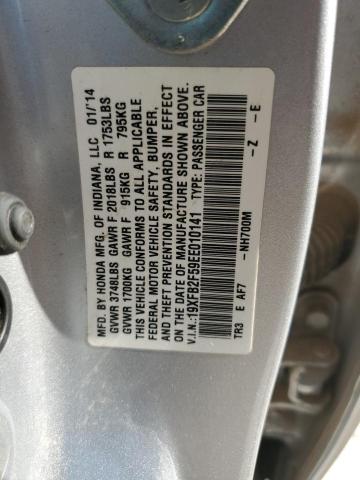 MFD. BY HONDA MFG. OF INDIANA, LLC 01/'14
GVWR 3748LBS GAWR F 2018LBS R 1753LBS
GVWR 1700KG GAWR F 915KG R 795KG
THIS VEHICLE CONFORMS TO ALL APPLICABLE
FEDERAL MOTOR VEHICLE SAFETY, BUMPER,
AND THEFT PREVENTION STANDARDS IN EFFECT
ON THE DATE OF MANUFACTURE SHOWN ABOVE.
V.I.N.:19XFB2F59EE010141 TYPE: PASSENGER CAR
TR3 E AF7 -NH700M -Z -E